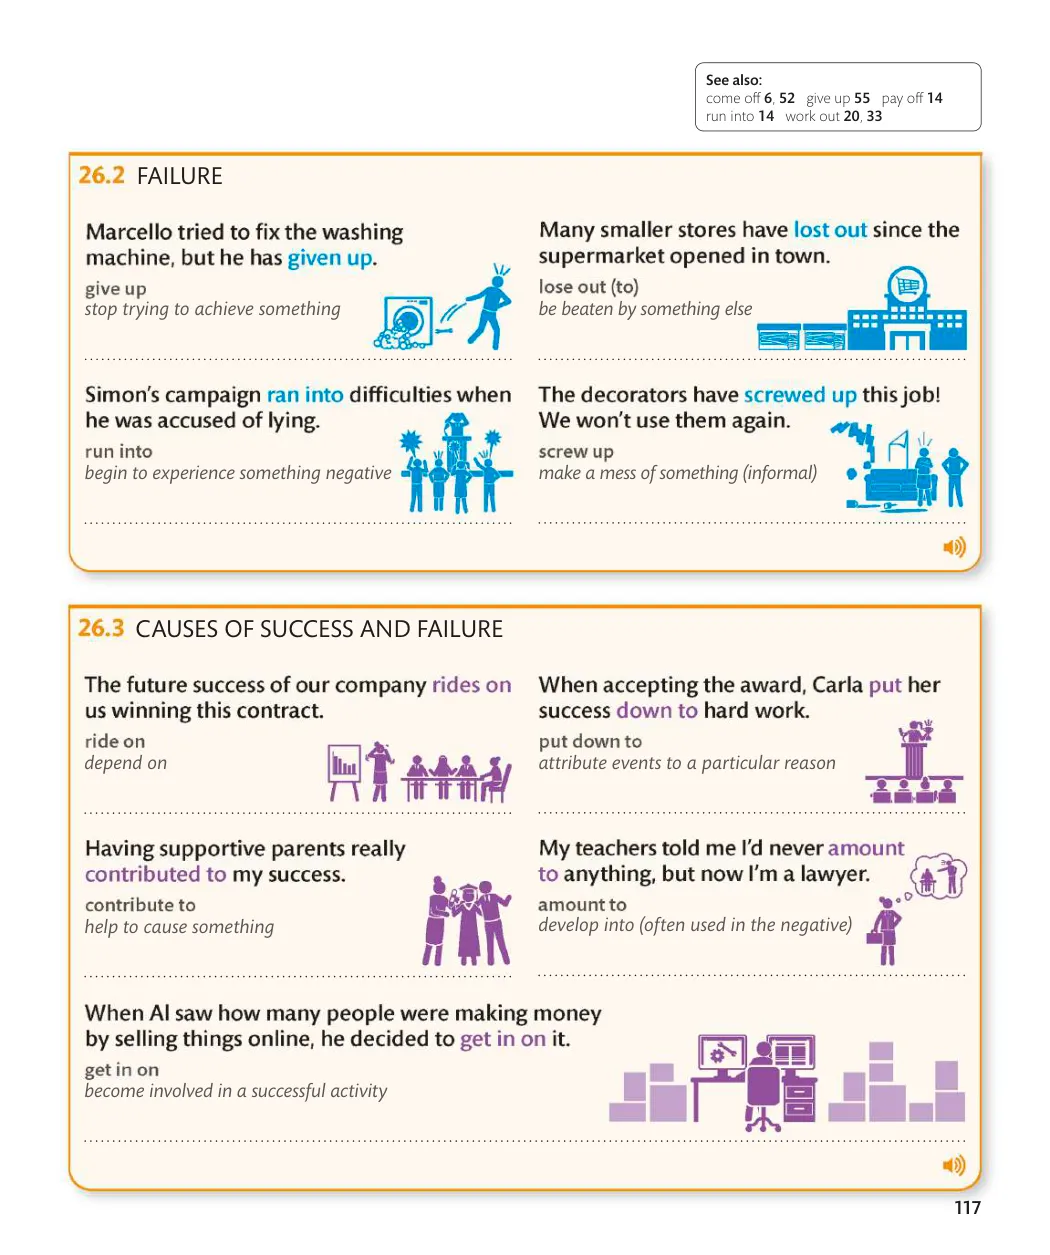 See also:
come off 6, 52 give up 55 pay off 14
run into 14 work out 20, 33
26.2 FAILURE
Marcello tried to fix the washing
machine, but he has given up.
give up
stop trying to achieve something
Many smaller stores have lost out since the
supermarket opened in town.
lose out (to)
be beaten by something else
Simon's campaign ran into difficulties when
he was accused of lying.
run into
begin to experience something negative
The decorators have screwed up this job!
We won't use them again.
screw up
make a mess of something (informal)
26.3 CAUSES OF SUCCESS AND FAILURE
The future success of our company rides on
us winning this contract.
ride on
depend on
When accepting the award, Carla put her
success down to hard work.
put down to
attribute events to a particular reason
Having supportive parents really
contributed to my success.
contribute to
help to cause something
My teachers told me I'd never amount
to anything, but now I'm a lawyer.
amount to
develop into (often used in the negative)
When Al saw how many people were making money
by selling things online, he decided to get in on it.
get in on
become involved in a successful activity
117